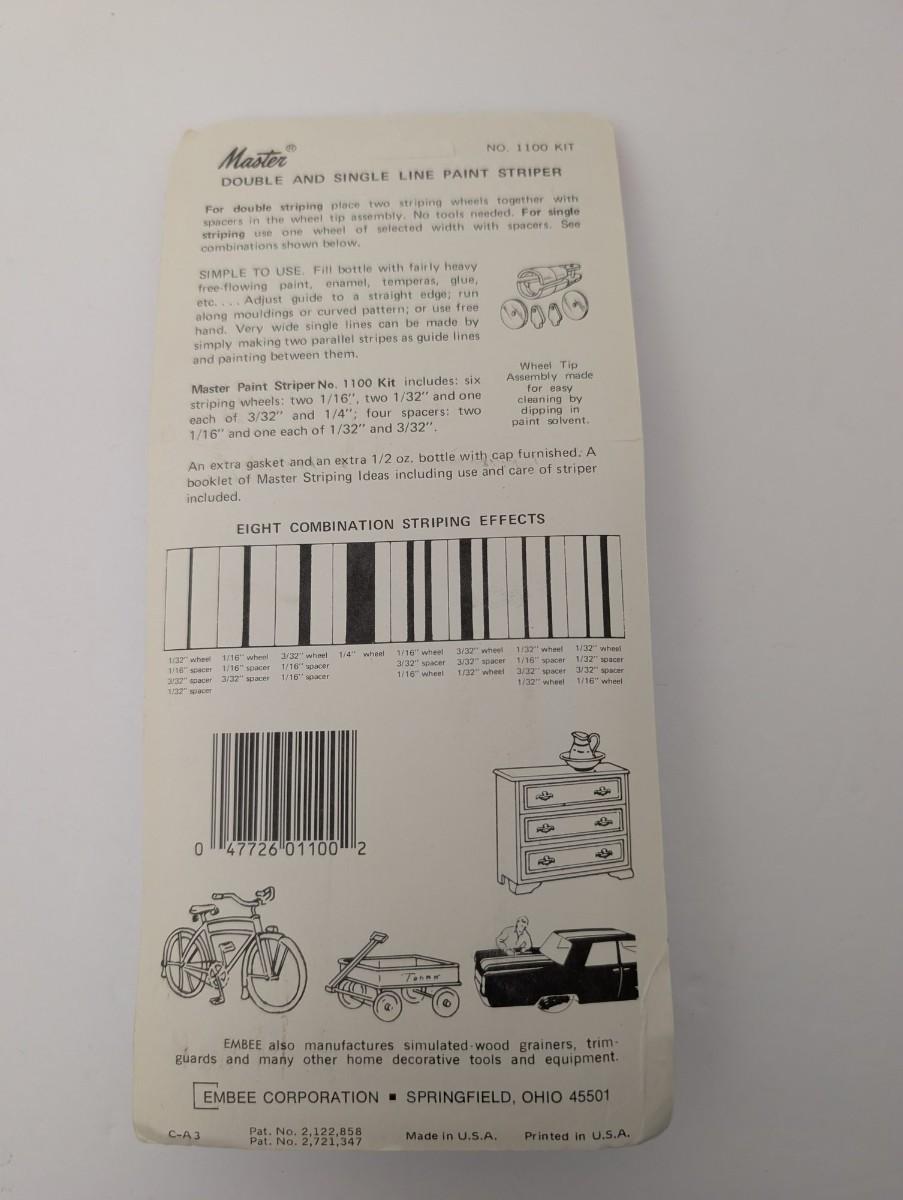 Master®
NO. 1100 KIT
DOUBLE AND SINGLE LINE PAINT STRIPER
For double striping place two striping wheels together with
spacers in the wheel tip assembly. No tools needed. For single
striping use one wheel of selected width with spacers. See
combinations shown below.
SIMPLE TO USE. Fill bottle with fairly heavy
free-flowing paint, enamel, temperas, glue,
etc. . . . Adjust guide to a straight edge; run
along mouldings or curved pattern; or use free
hand. Very wide single lines can be made by
simply making two parallel stripes as guide lines
and painting between them.
Wheel Tip
Assembly made
for easy
cleaning by
dipping in
paint solvent.
Master Paint Striper No. 1100 Kit includes: six
striping wheels: two 1/16", two 1/32" and one
each of 3/32" and 1/4"; four spacers: two
1/16" and one each of 1/32" and 3/32".
An extra gasket and an extra 1/2 oz. bottle with cap furnished. A
booklet of Master Striping Ideas including use and care of striper
included.
EIGHT COMBINATION STRIPING EFFECTS
1/32" wheel 1/16" wheel 3/32" wheel 1/4" wheel 1/16" wheel 3/32" wheel 1/32" wheel 1/32" wheel
1/16" spacer 1/16" spacer 1/16" spacer 3/32" spacer 3/32" spacer 1/16" spacer 1/32" spacer
3/32" spacer 3/32" spacer 1/16" spacer 1/16" wheel 1/32" wheel 3/32" spacer 3/32" spacer
1/32" spacer 1/32" wheel 1/16" wheel
0 47726 01100 2
EMBEE also manufactures simulated-wood grainers, trim-
guards and many other home decorative tools and equipment.
EMBEE CORPORATION ▪ SPRINGFIELD, OHIO 45501
C-A3
Pat. No. 2,122,858
Pat. No. 2,721,347
Made in U.S.A.
Printed in U.S.A.